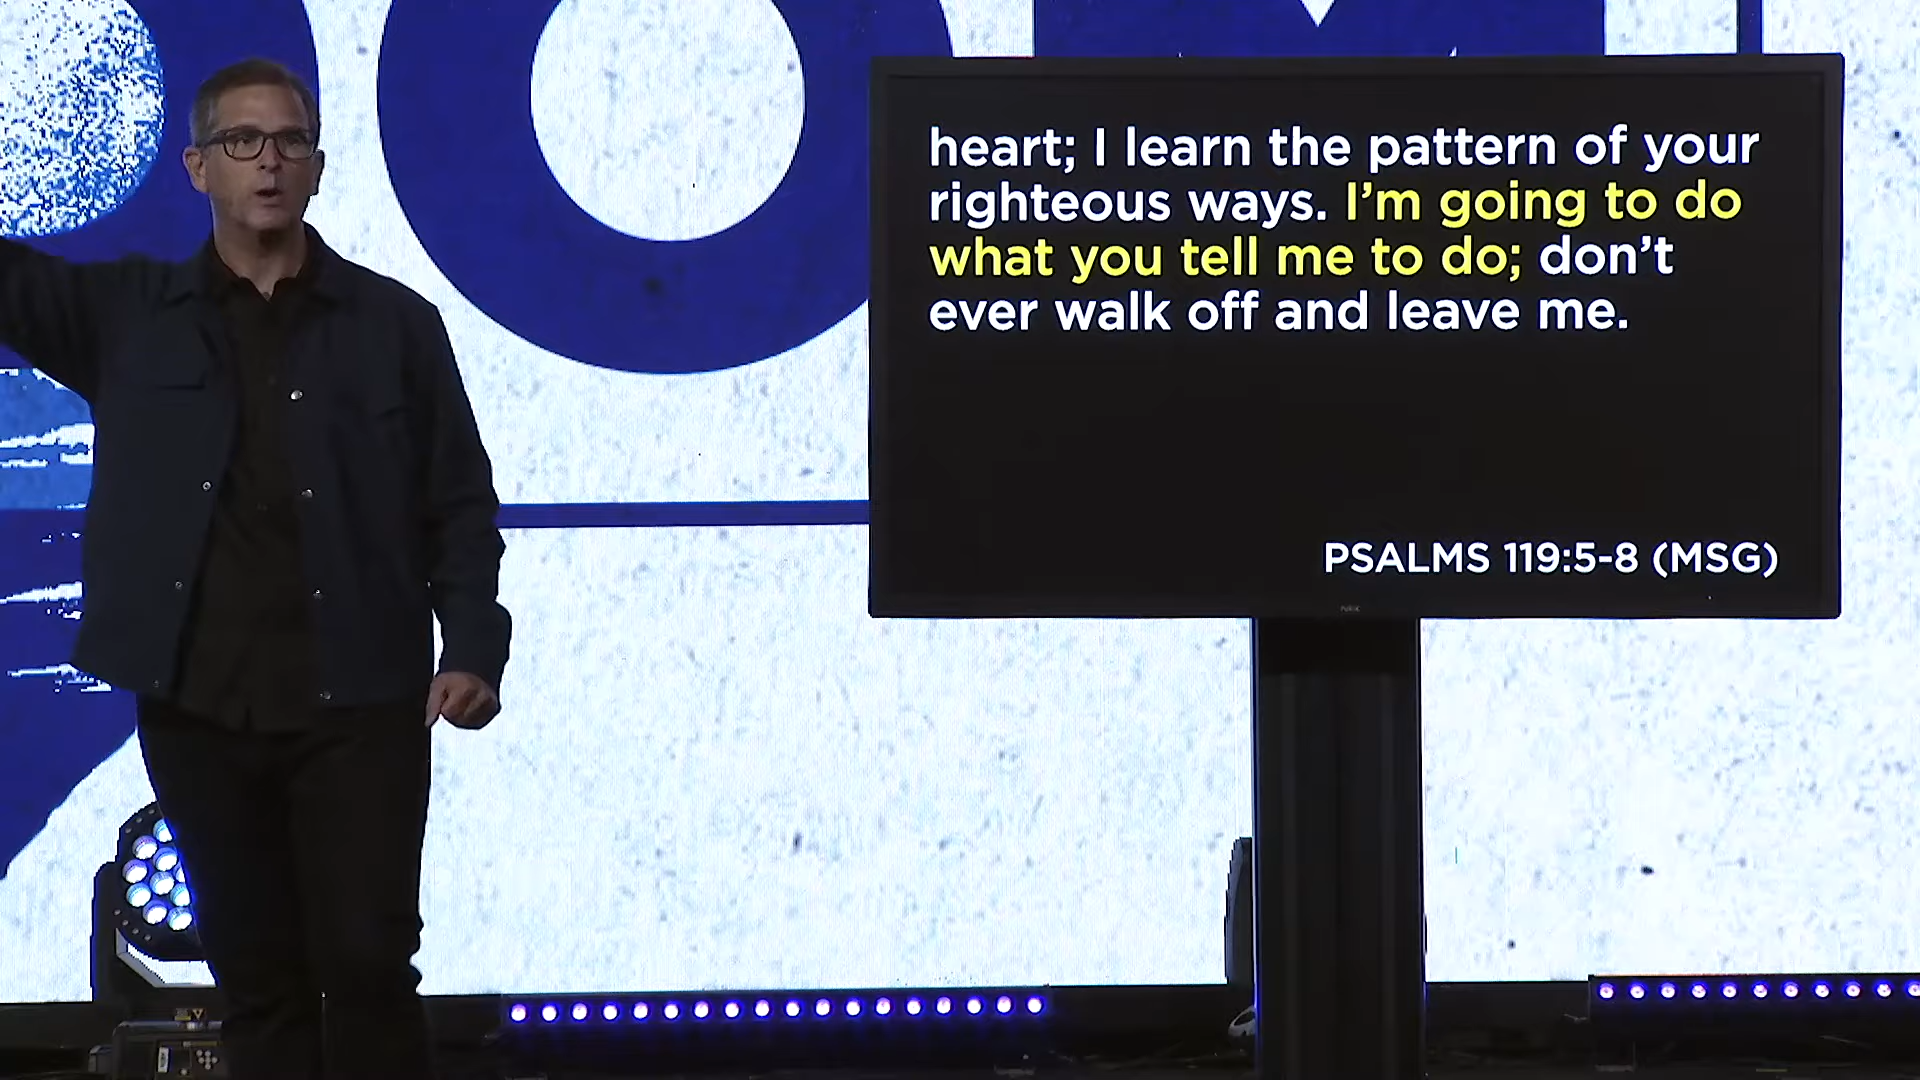 heart; I learn the pattern of your
righteous ways. I'm going to do
what you tell me to do; don't
ever walk off and leave me.
PSALMS 119:5-8 (MSG)
NEC